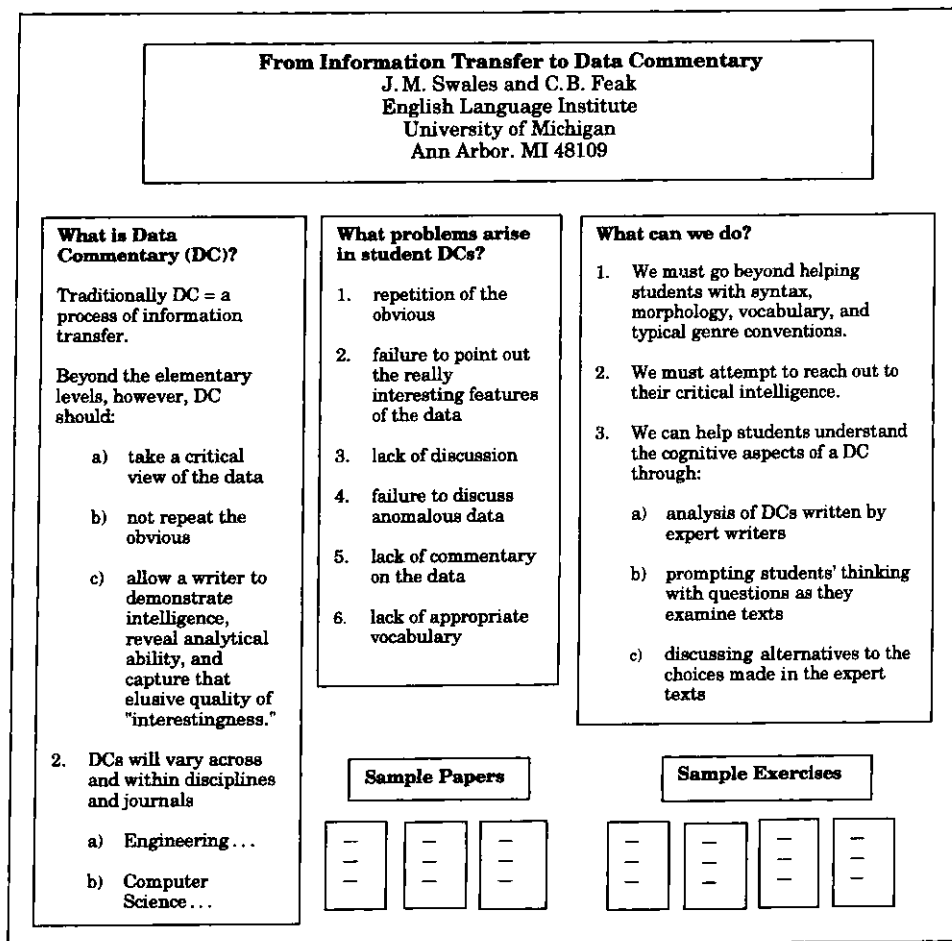 From Information Transfer to Data Commentary
J.M. Swales and C.B. Feak
English Language Institute
University of Michigan
Ann Arbor. MI 48109
What is Data
Commentary (DC)?
Traditionally DC = a
process of information
transfer.
Beyond the elementary
levels, however, DC
should:
a) take a critical
view of the data
b) not repeat the
obvious
c) allow a writer to
demonstrate
intelligence,
reveal analytical
ability, and
capture that
elusive quality of
"interestingness."
2. DCs will vary across
and within disciplines
and journals
a) Engineering...
b) Computer
Science...
What problems arise
in student DCs?
1. repetition of the
obvious
2. failure to point out
the really
interesting features
of the data
3. lack of discussion
4. failure to discuss
anomalous data
5. lack of commentary
on the data
6. lack of appropriate
vocabulary
What can we do?
1. We must go beyond helping
students with syntax,
morphology, vocabulary, and
typical genre conventions.
2. We must attempt to reach out to
their critical intelligence.
3. We can help students understand
the cognitive aspects of a DC
through:
a) analysis of DCs written by
expert writers
b) prompting students' thinking
with questions as they
examine texts
c) discussing alternatives to the
choices made in the expert
texts
Sample Papers
Sample Exercises